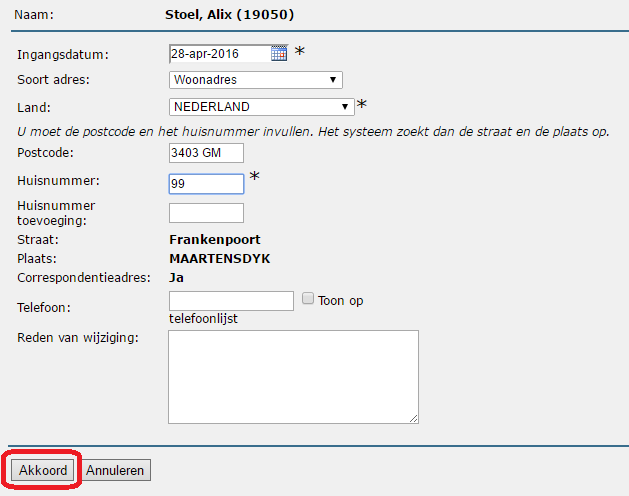 Naam: Stoel, Alix (19050)
Ingangsdatum: 28-apr-2016 *
Soort adres: Woonadres
Land: NEDERLAND *
U moet de postcode en het huisnummer invullen. Het systeem zoekt dan de straat en de plaats op.
Postcode: 3403 GM
Huisnummer: 99 *
Huisnummer
toevoeging:
Straat: Frankenpoort
Plaats: MAARTENSDYK
Correspondentieadres: Ja
Telefoon: Toon op
telefoonlijst
Reden van wijziging:
Akkoord Annuleren